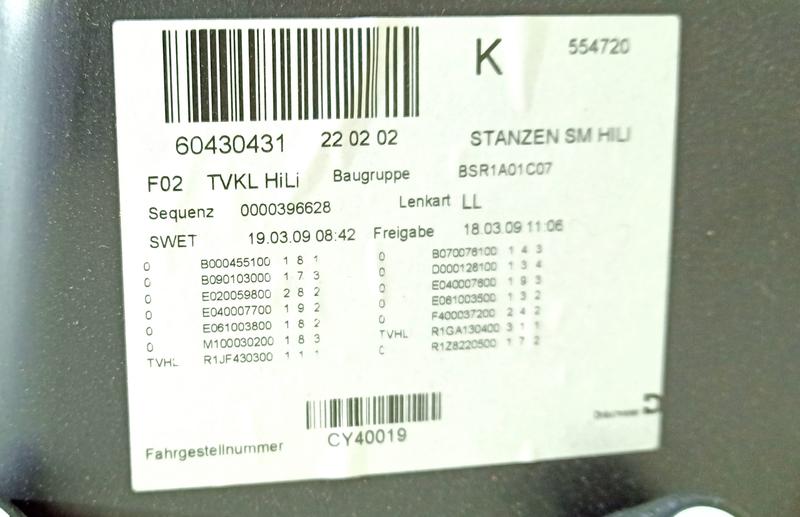 K 554720
60430431 22 02 02 STANZEN SM HILI
F02 TVKL HiLi Baugruppe BSR1A01C07
Sequenz 0000396628 Lenkart LL
SWET 19.03.09 08:42 Freigabe 18.03.09 11:06
0 B000455100 1 8 1 0 B070076100 1 4 3
0 B090103000 1 7 3 0 D000128100 1 3 4
0 E020059800 2 8 2 0 E040007600 1 9 3
0 E040007700 1 9 2 0 E061003500 1 3 2
0 E061003800 1 8 2 0 F400037200 2 4 2
0 M100030200 1 8 3 TVHL R1GA130400 3 1 1
TVHL R1JF430300 1 1 1 0 R1Z8220500 1 7 2
Fahrgestellnummer CY40019